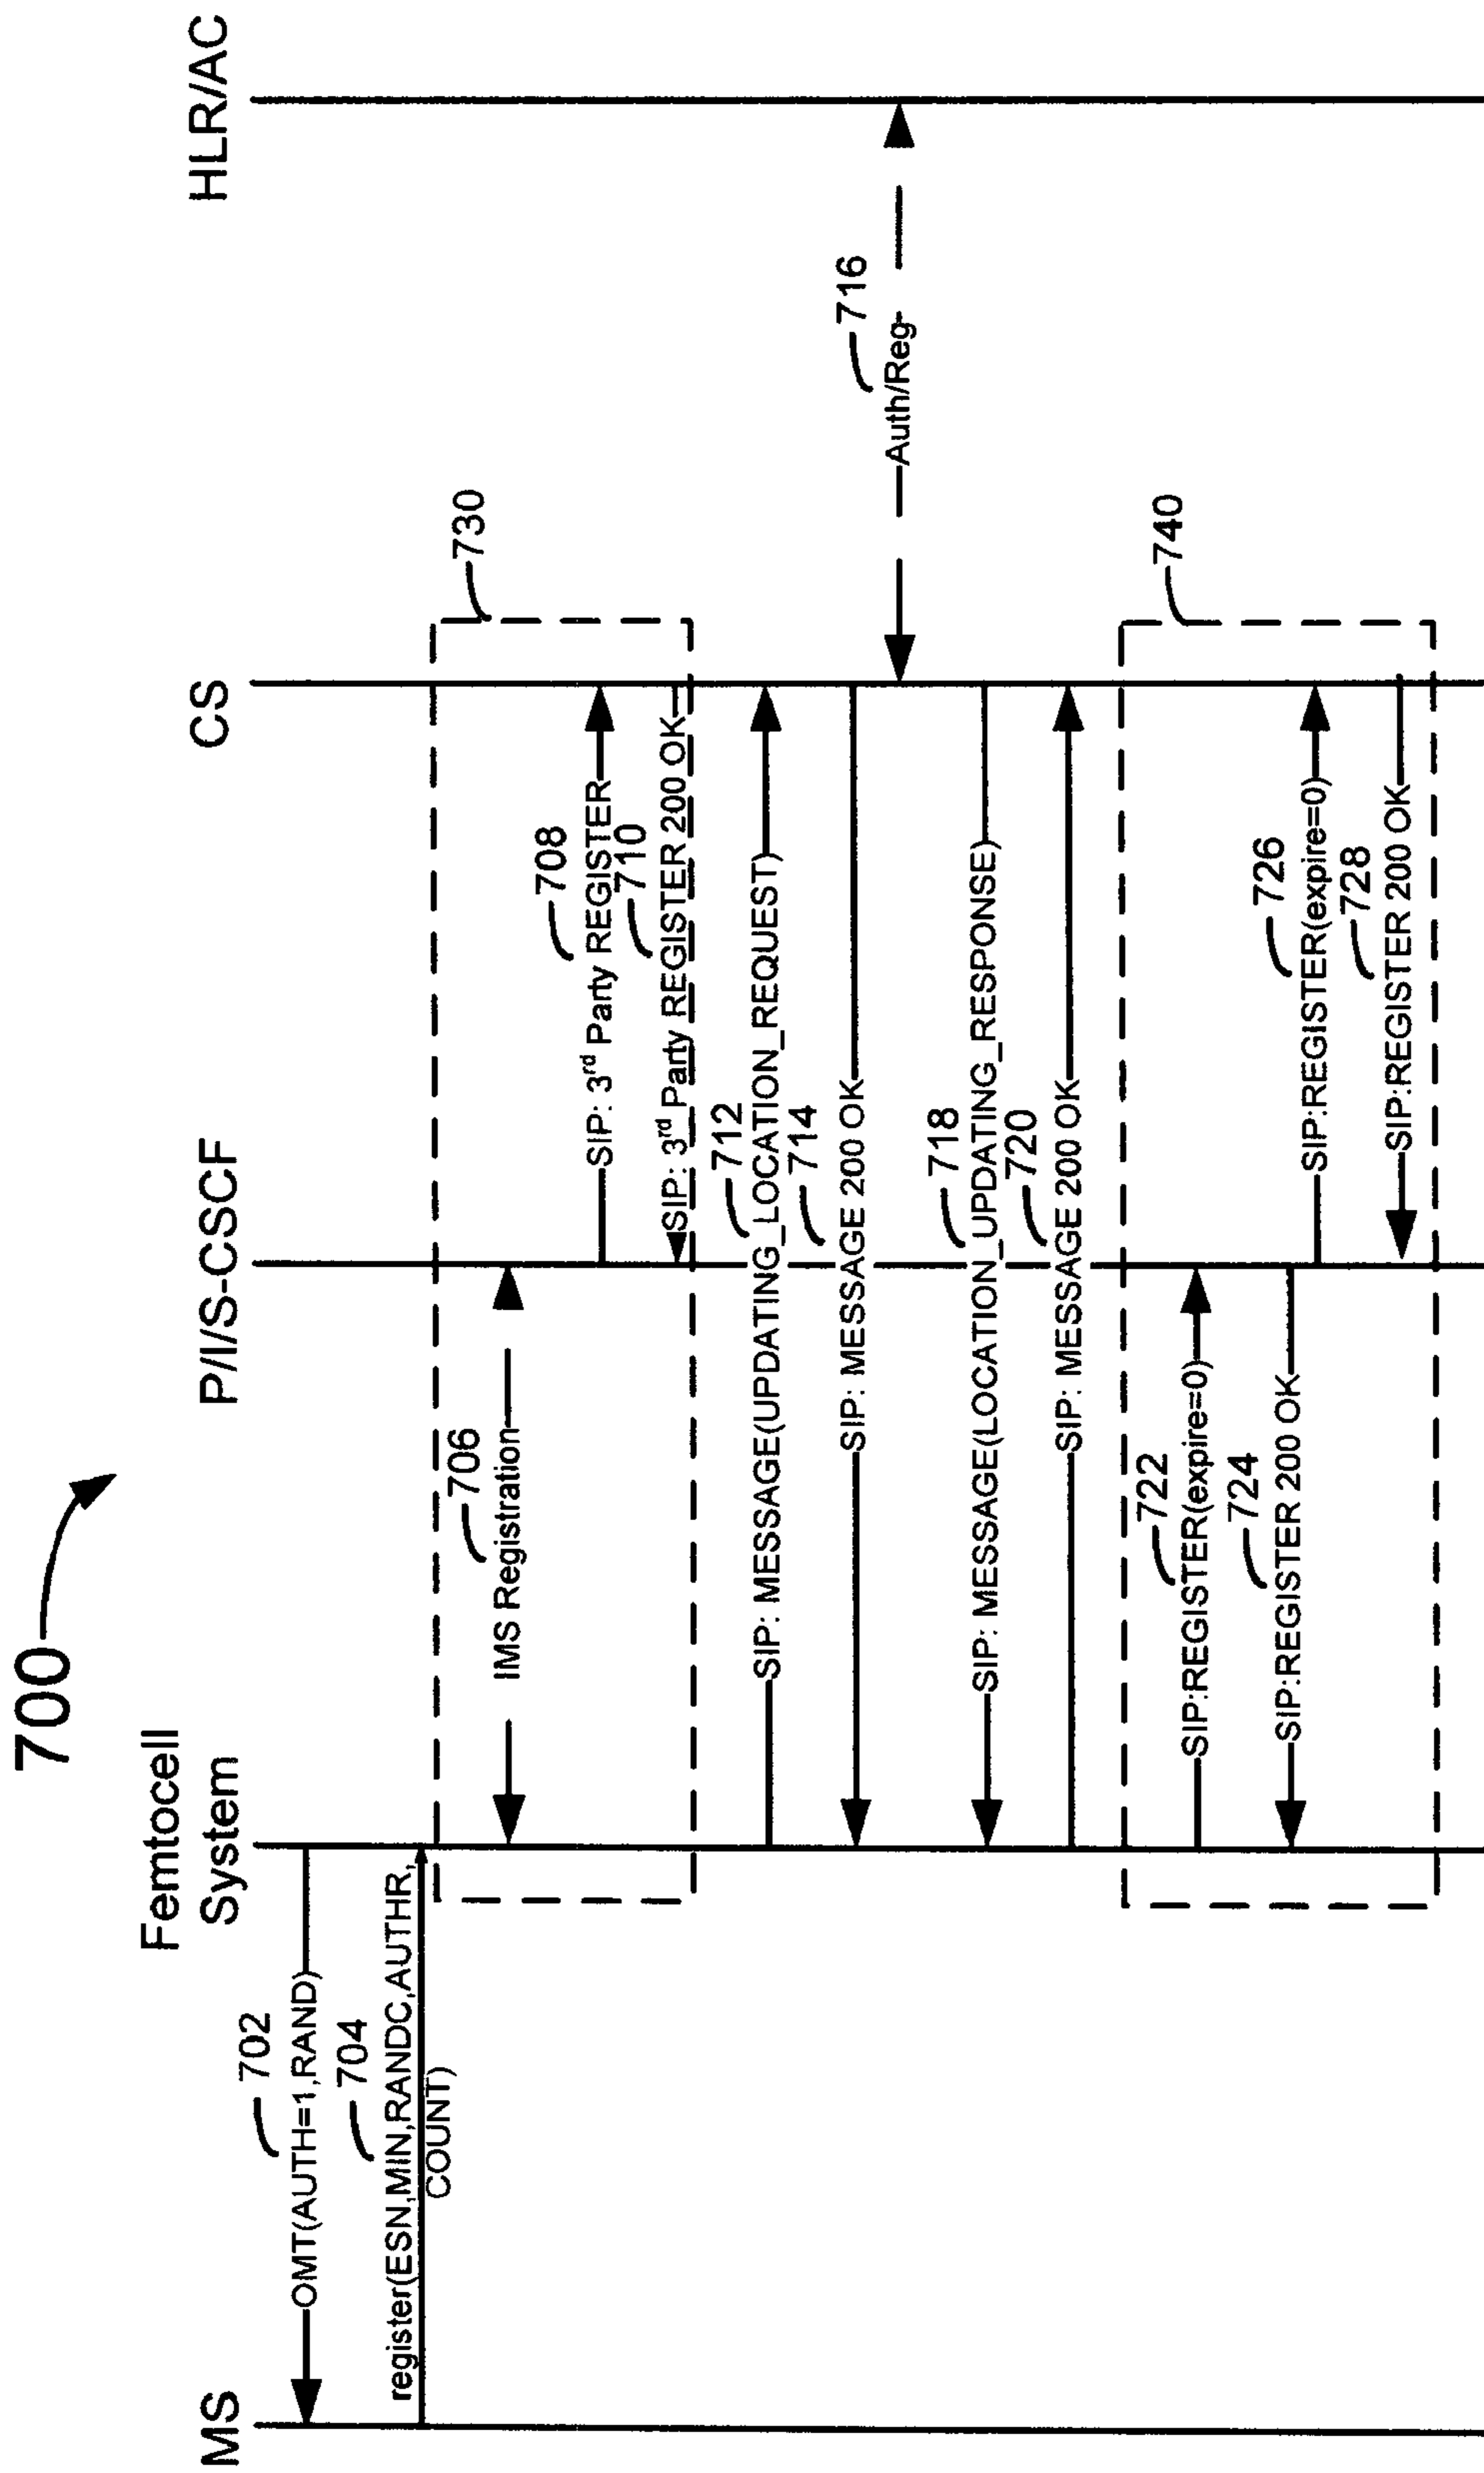 700
MS
Femtocell
System
P/I/S-CSCF
CS
HLR/AC
702
OMT(AUTH=1,RAND)
704
register(ESN,MIN,RANDC,AUTHR,
COUNT)
730
706
IMS Registration
708
SIP: 3rd Party REGISTER
710
SIP: 3rd Party REGISTER 200 OK
712
SIP: MESSAGE(UPDATING_LOCATION_REQUEST)
714
SIP: MESSAGE 200 OK
716
Auth/Reg
718
SIP: MESSAGE(LOCATION_UPDATING_RESPONSE)
720
SIP: MESSAGE 200 OK
740
722
SIP:REGISTER(expire=0)
724
SIP:REGISTER 200 OK
726
SIP:REGISTER(expire=0)
728
SIP:REGISTER 200 OK